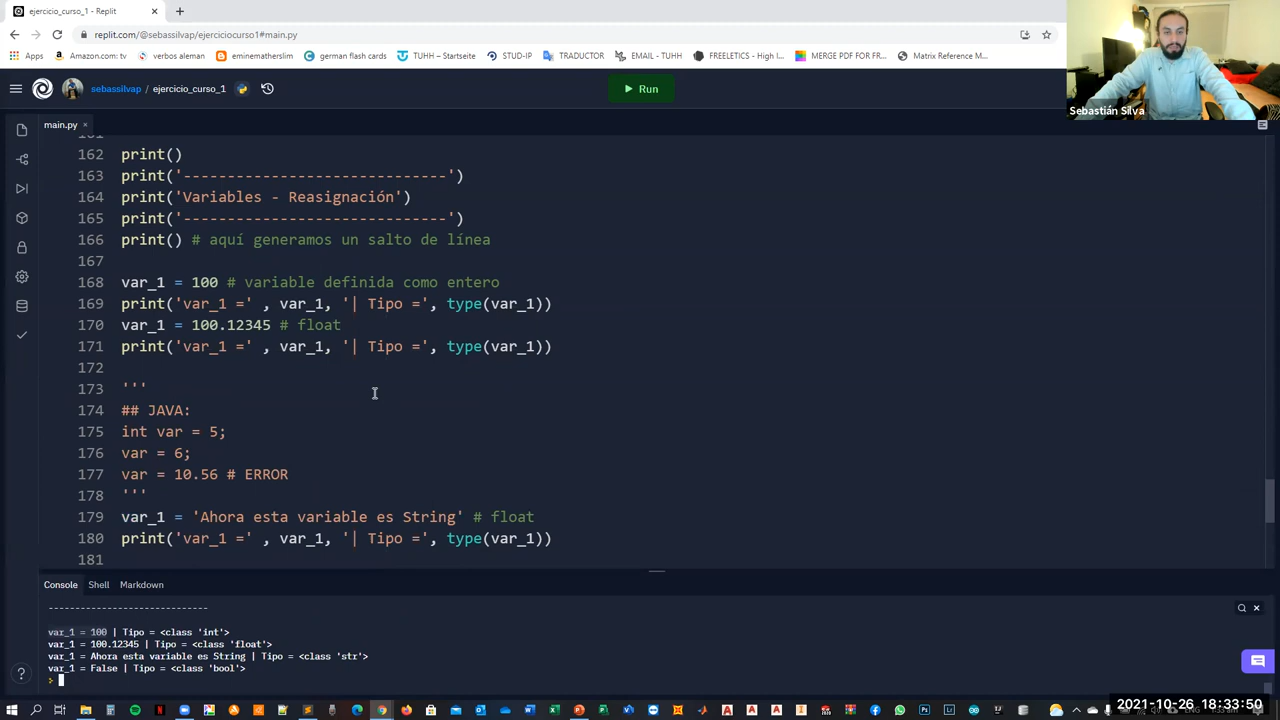 ejercicio_curso_1 - Replit
replit.com/@sebassilvap/ejerciciocurso1#main.py
Apps
Amazon.com: tv
verbos aleman
eminematherslim
german flash cards
TUHH – Startseite
STUD-IP
TRADUCTOR
EMAIL - TUHH
FREELETICS - High I...
MERGE PDF FOR FR...
Matrix Reference M...
Sebastián Silva
sebassilvap / ejercicio_curso_1
Run
main.py
161
162 print()
163 print('------------------------------')
164 print('Variables - Reasignación')
165 print('------------------------------')
166 print() # aquí generamos un salto de línea
167
168 var_1 = 100 # variable definida como entero
169 print('var_1 =' , var_1, '| Tipo =', type(var_1))
170 var_1 = 100.12345 # float
171 print('var_1 =' , var_1, '| Tipo =', type(var_1))
172
173 '''
174 ## JAVA:
175 int var = 5;
176 var = 6;
177 var = 10.56 # ERROR
178 '''
179 var_1 = 'Ahora esta variable es String' # float
180 print('var_1 =' , var_1, '| Tipo =', type(var_1))
181
Console Shell Markdown
------------------------------
var_1 = 100 | Tipo = <class 'int'>
var_1 = 100.12345 | Tipo = <class 'float'>
var_1 = Ahora esta variable es String | Tipo = <class 'str'>
var_1 = False | Tipo = <class 'bool'>
>
2021-10-26 18:33:50